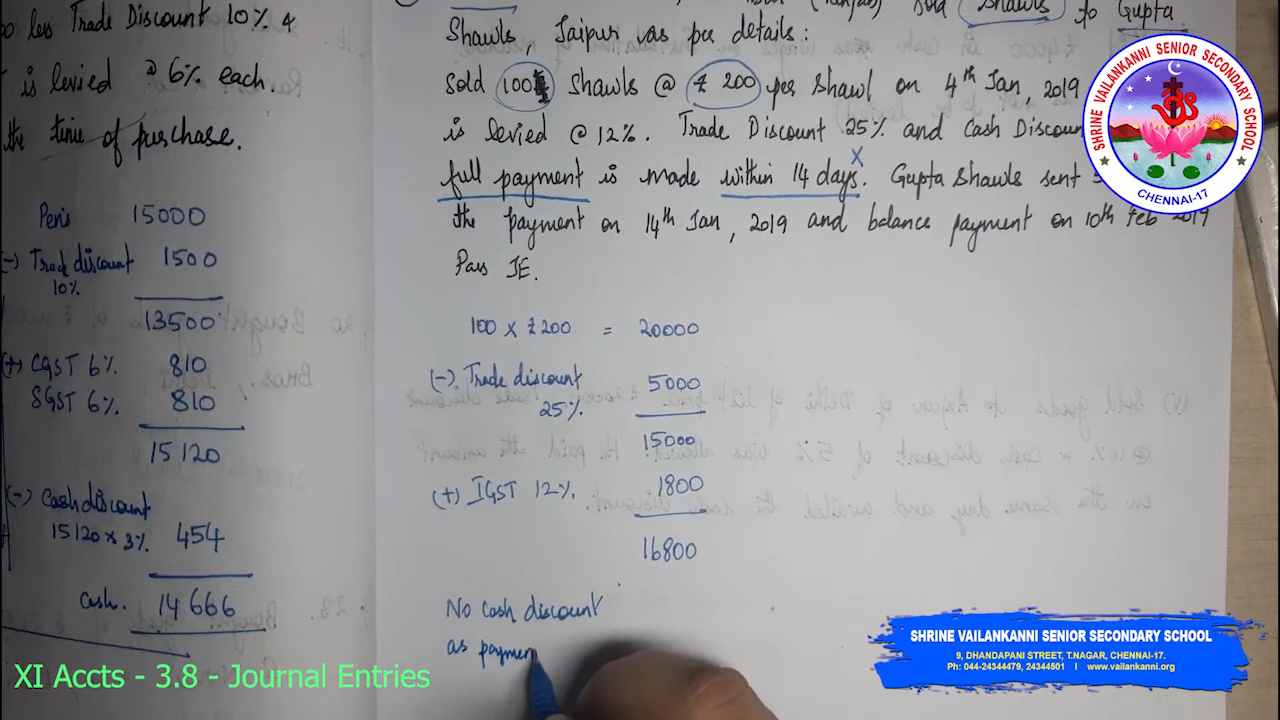 less Trade Discount 10% &
is levied @ 6% each.
the time of purchase.
Pens 15000
(-) Trade discount 1500
10%
13500
(+) CGST 6% 810
SGST 6% 810
15120
(-) Cash discount
15120 x 3% 454
Cash. 14666
sold Shawls to Gupta
Shawls, Jaipur as per details:
Sold 100 Shawls @ ₹ 200 per Shawl on 4th Jan, 2019
is levied @ 12%. Trade Discount 25% and Cash Discoun
full payment is made within 14 days. Gupta Shawls sent
the payment on 14th Jan, 2019 and balance payment on 10th Feb 2019
Pass JE.
100 x ₹200 = 20000
(-). Trade discount 5000
25%.
15000
(+) IGST 12%. 1800
16800
No Cash discount
as paymen
SHRINE VAILANKANNI SENIOR SECONDARY SCHOOL
CHENNAI-17
SHRINE VAILANKANNI SENIOR SECONDARY SCHOOL
9, DHANDAPANI STREET, T.NAGAR, CHENNAI-17.
Ph: 044-24344479, 24344501 I www.vailankanni.org
XI Accts - 3.8 - Journal Entries